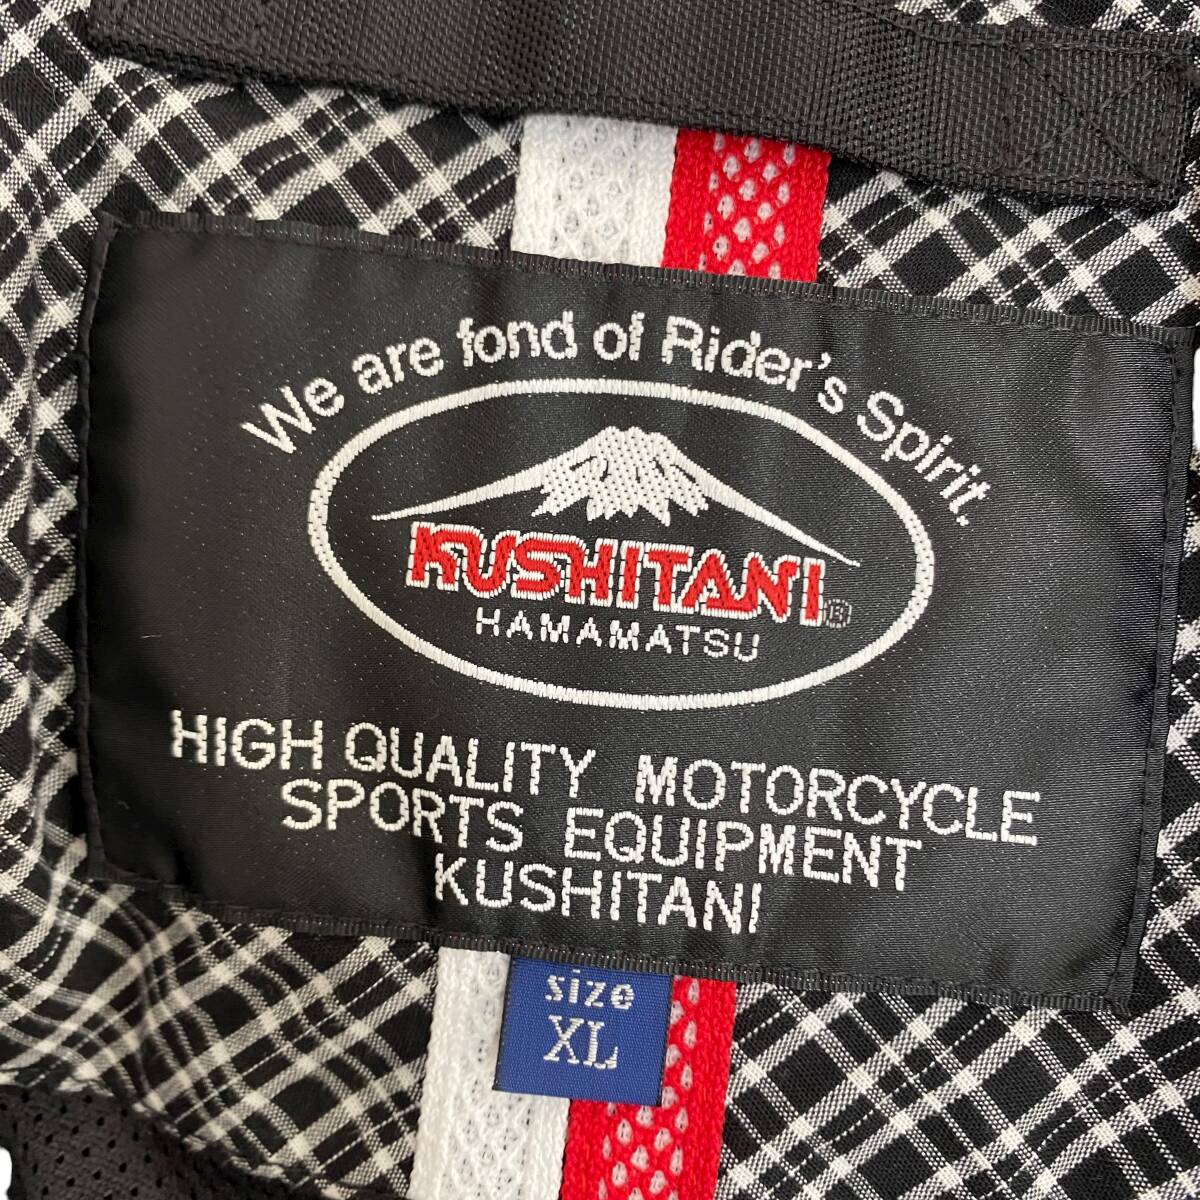 We are fond of Rider's Spirit.
KUSHITANI®
HAMAMATSU
HIGH QUALITY MOTORCYCLE
SPORTS EQUIPMENT
KUSHITANI
size
XL